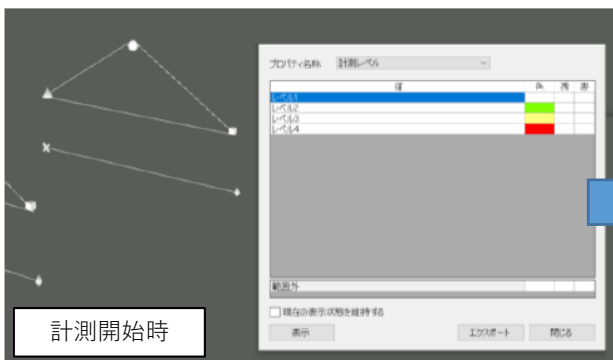 プロパティ名称 計測レベル
値 色 透 塗
レベル1
レベル2
レベル3
レベル4
範囲外
現在の表示状態を維持する
表示 エクスポート 閉じる
計測開始時